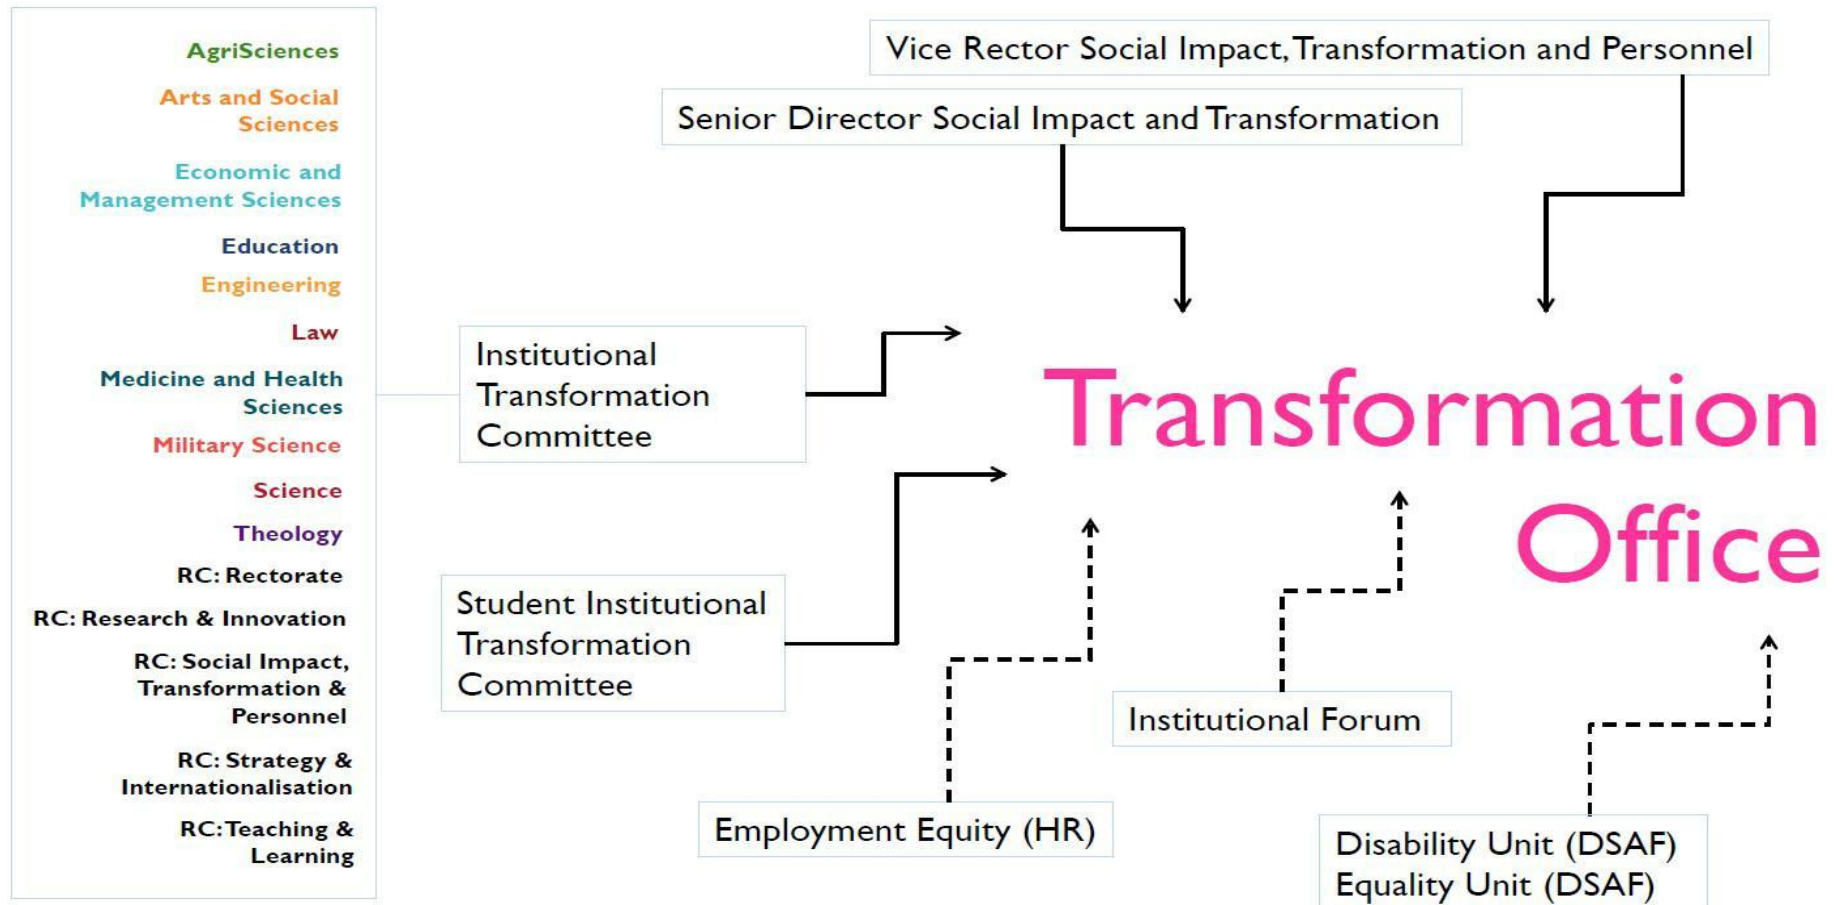 AgriSciences
Arts and Social
Sciences
Economic and
Management Sciences
Education
Engineering
Law
Medicine and Health
Sciences
Military Science
Science
Theology
RC: Rectorate
RC: Research & Innovation
RC: Social Impact,
Transformation &
Personnel
RC: Strategy &
Internationalisation
RC: Teaching &
Learning
Vice Rector Social Impact, Transformation and Personnel
Senior Director Social Impact and Transformation
Institutional
Transformation
Committee
Transformation
Office
Student Institutional
Transformation
Committee
Institutional Forum
Employment Equity (HR)
Disability Unit (DSAF)
Equality Unit (DSAF)